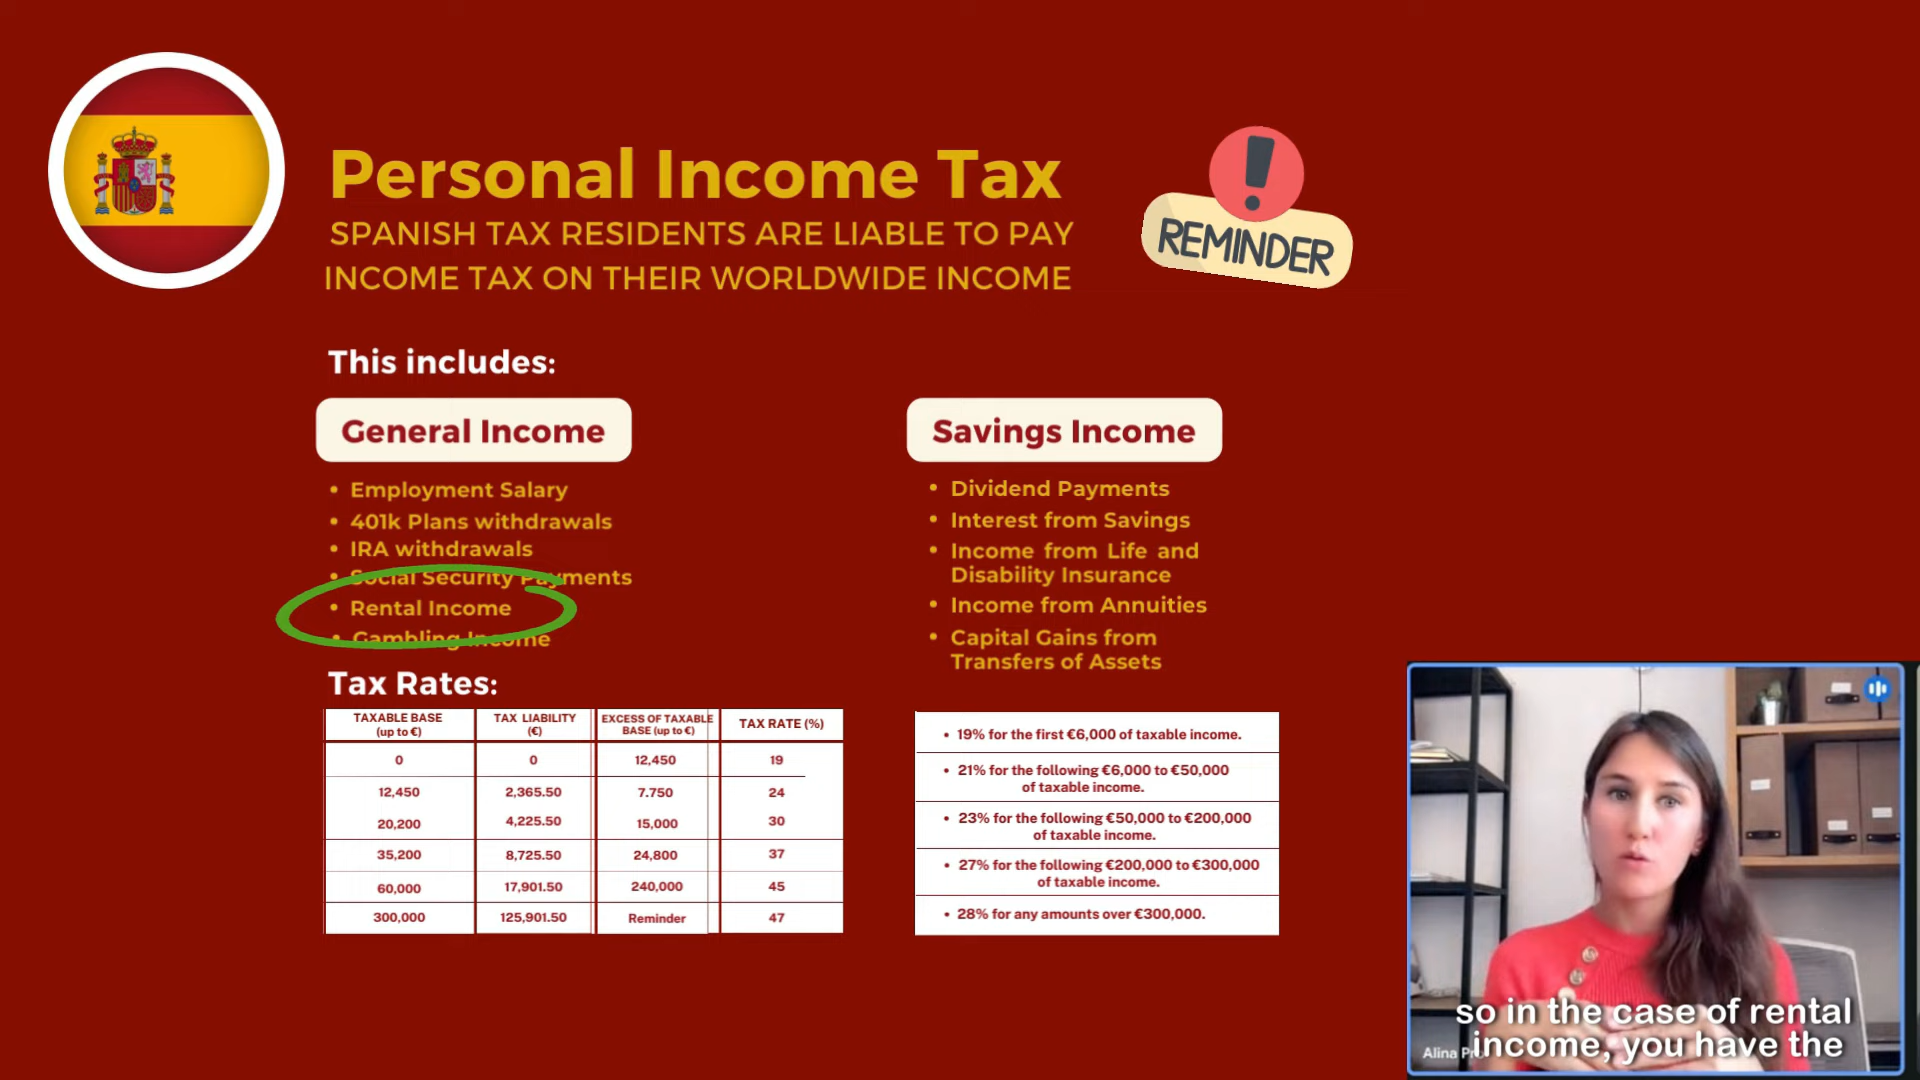 Personal Income Tax
SPANISH TAX RESIDENTS ARE LIABLE TO PAY
INCOME TAX ON THEIR WORLDWIDE INCOME
REMINDER
This includes:
General Income
• Employment Salary
• 401k Plans withdrawals
• IRA withdrawals
• Social Security Payments
• Rental Income
• Gambling Income
Savings Income
• Dividend Payments
• Interest from Savings
• Income from Life and
Disability Insurance
• Income from Annuities
• Capital Gains from
Transfers of Assets
Tax Rates:
TAXABLE BASE (up to €) TAX LIABILITY (€) EXCESS OF TAXABLE BASE (up to €) TAX RATE (%)
0 0 12,450 19
12,450 2,365.50 7.750 24
20,200 4,225.50 15,000 30
35,200 8,725.50 24,800 37
60,000 17,901.50 240,000 45
300,000 125,901.50 Reminder 47
• 19% for the first €6,000 of taxable income.
• 21% for the following €6,000 to €50,000
of taxable income.
• 23% for the following €50,000 to €200,000
of taxable income.
• 27% for the following €200,000 to €300,000
of taxable income.
• 28% for any amounts over €300,000.
so in the case of rental
income, you have the
Alina